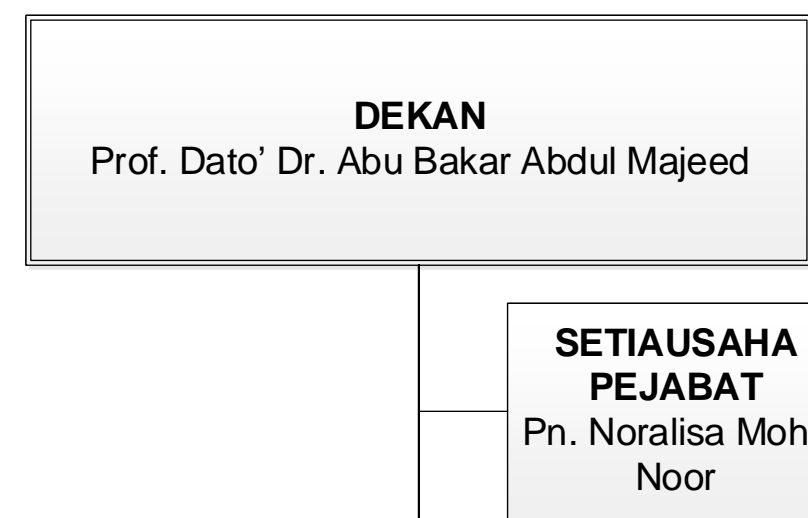 DEKAN
Prof. Dato’ Dr. Abu Bakar Abdul Majeed
SETIAUSAHA
PEJABAT
Pn. Noralisa Moh
Noor